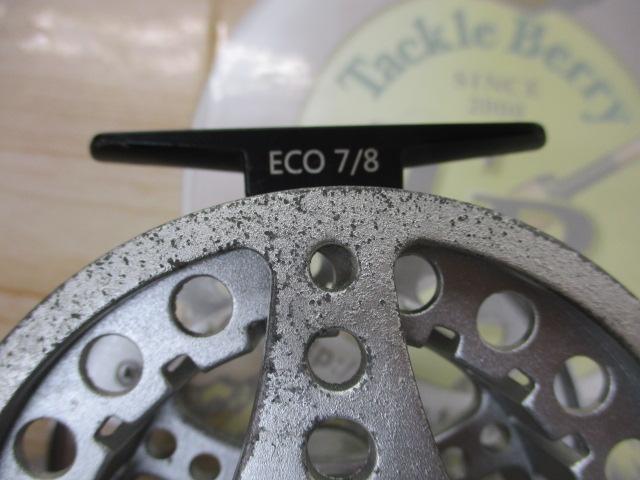 Tackle Berry
SINCE
ECO 7/8